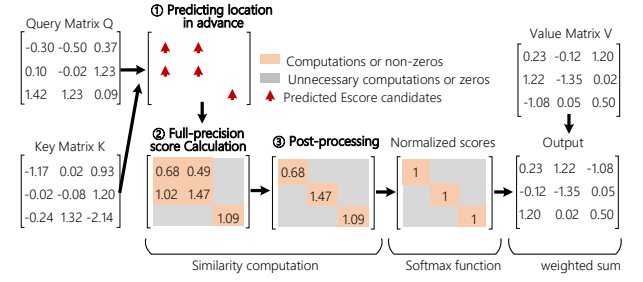 ① Predicting location
in advance
Query Matrix Q
-0.30 -0.50 0.37
0.10 -0.02 1.23
1.42 1.23 0.09
Computations or non-zeros
Unnecessary computations or zeros
Predicted Escore candidates
Value Matrix V
0.23 -0.12 1.20
1.22 -1.35 0.02
-1.08 0.05 0.50
Key Matrix K
-1.17 0.02 0.93
-0.02 -0.08 1.20
-0.24 1.32 -2.14
② Full-precision
score Calculation
0.68 0.49
1.02 1.47
1.09
③ Post-processing
0.68
1.47
1.09
Normalized scores
1
1
1
Output
0.23 1.22 -1.08
-0.12 -1.35 0.05
1.20 0.02 0.50
Similarity computation
Softmax function
weighted sum